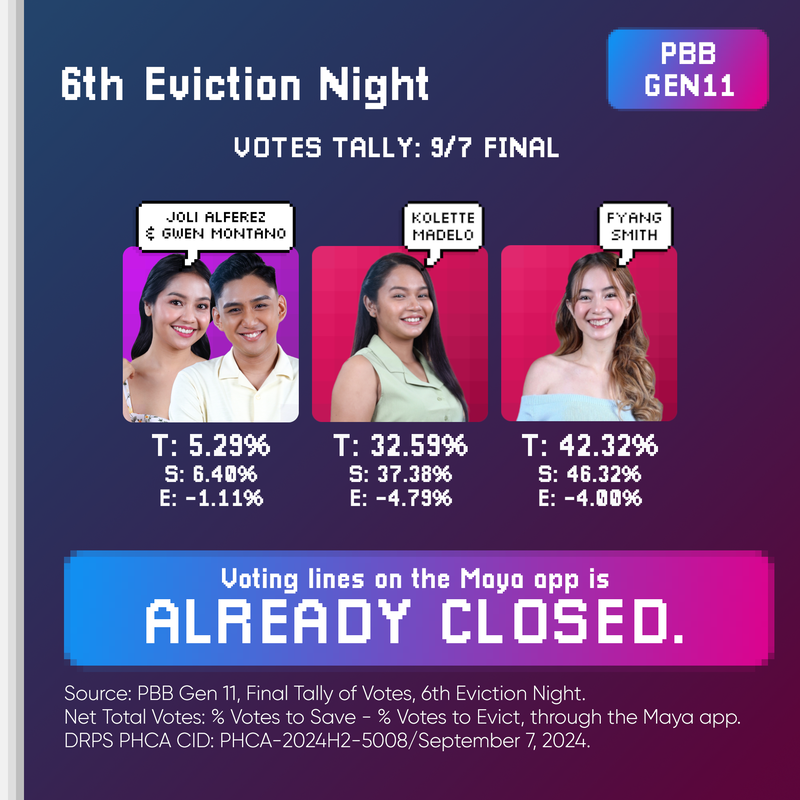 PBB
GEN11
6th Eviction Night
VOTES TALLY: 9/7 FINAL
JOLI ALFEREZ
& GWEN MONTANO
KOLETTE
MADELO
FYANG
SMITH
T: 5.29%
S: 6.40%
E: -1.11%
T: 32.59%
S: 37.38%
E: -4.79%
T: 42.32%
S: 46.32%
E: -4.00%
Voting lines on the Maya app is
ALREADY CLOSED.
Source: PBB Gen 11, Final Tally of Votes, 6th Eviction Night.
Net Total Votes: % Votes to Save - % Votes to Evict, through the Maya app.
DRPS PHCA CID: PHCA-2024H2-5008/September 7, 2024.